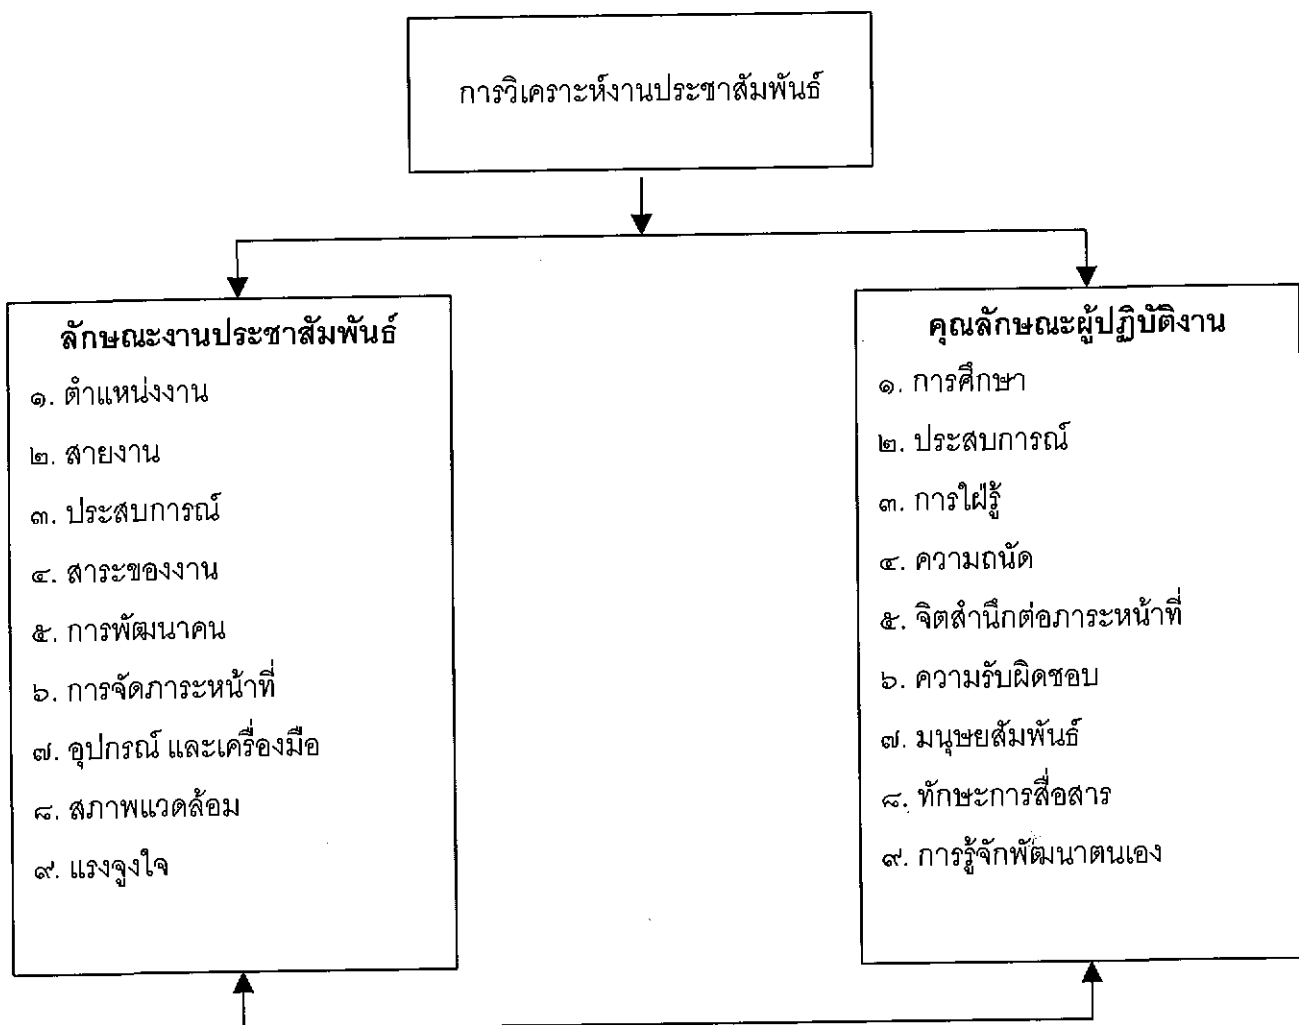 การวิเคราะห์งานประชาสัมพันธ์
ลักษณะงานประชาสัมพันธ์
๑. ตำแหน่งงาน
๒. สายงาน
๓. ประสบการณ์
๔. สาระของงาน
๕. การพัฒนาคน
๖. การจัดภาระหน้าที่
๗. อุปกรณ์ และเครื่องมือ
๘. สภาพแวดล้อม
๙. แรงจูงใจ
คุณลักษณะผู้ปฏิบัติงาน
๑. การศึกษา
๒. ประสบการณ์
๓. การใฝ่รู้
๔. ความถนัด
๕. จิตสำนึกต่อภาระหน้าที่
๖. ความรับผิดชอบ
๗. มนุษยสัมพันธ์
๘. ทักษะการสื่อสาร
๙. การรู้จักพัฒนาตนเอง